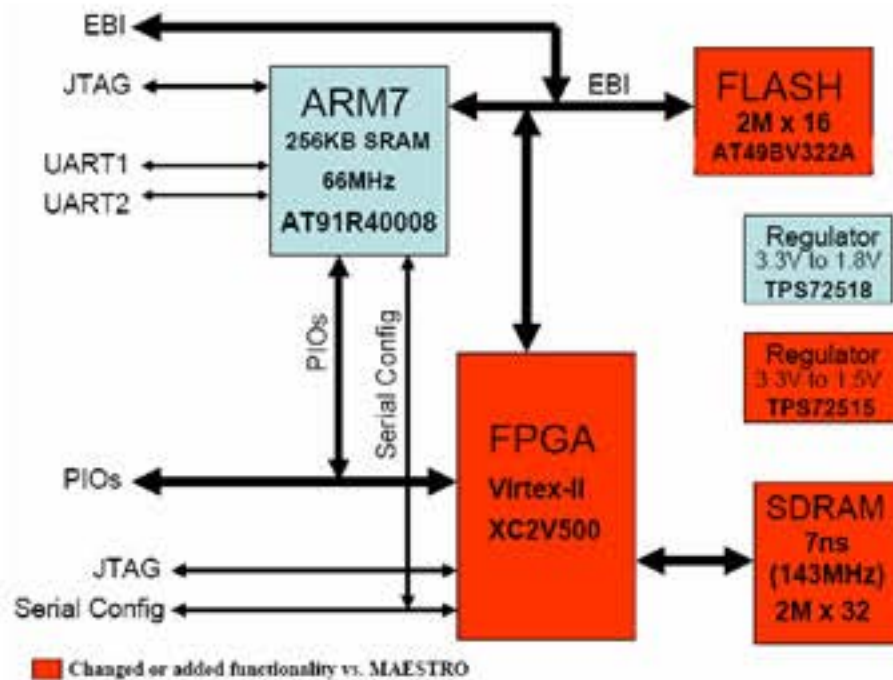 EBI
JTAG
UART1
UART2
ARM7
256KB SRAM
66MHz
AT91R40008
EBI
FLASH
2M x 16
AT49BV322A
Regulator
3.3V to 1.8V
TPS72518
Regulator
3.3V to 1.5V
TPS72515
PIOs
Serial Config
PIOs
JTAG
Serial Config
FPGA
Virtex-II
XC2V500
SDRAM
7ns
(143MHz)
2M x 32
Changed or added functionality vs. MAESTRO